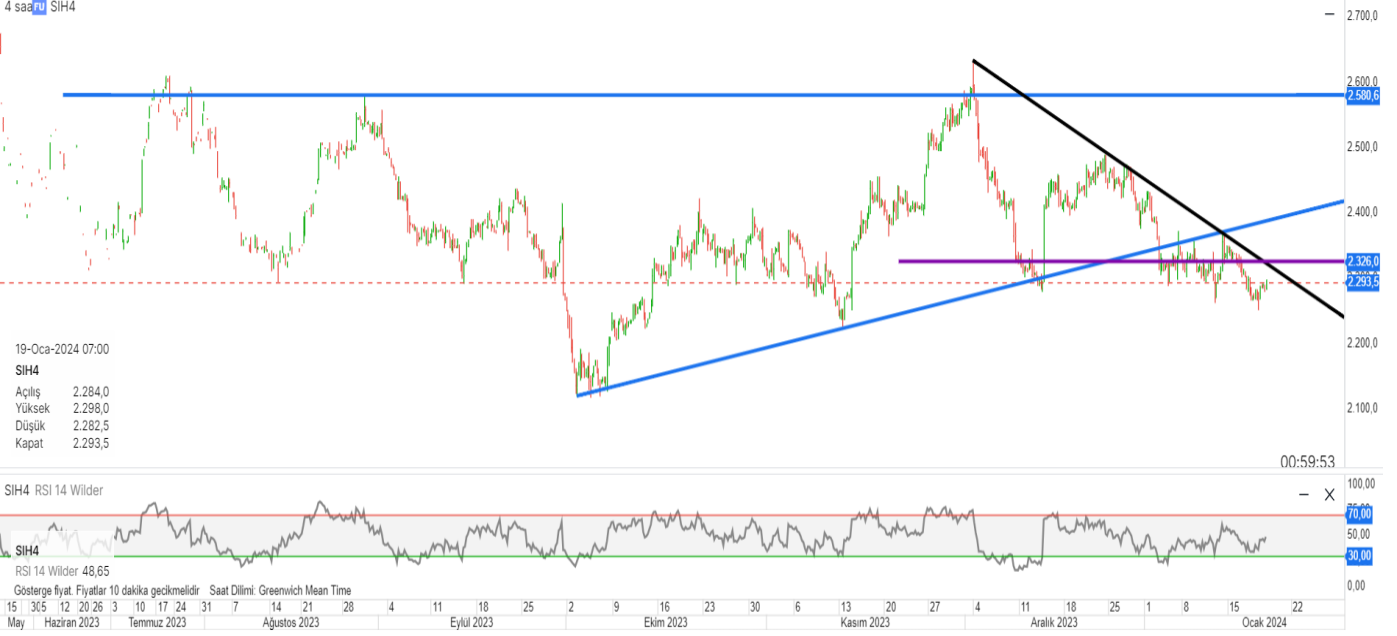 4 saa FU SIH4
2.700,0
2.600,0
2.580,6
2.500,0
2.400,0
2.326,0
2.293,5
2.200,0
2.100,0
19-Oca-2024 07:00
SIH4
Açılış 2.284,0
Yüksek 2.298,0
Düşük 2.282,5
Kapat 2.293,5
00:59:53
SIH4 RSI 14 Wilder
100,00
70,00
50,00
30,00
0,00
SIH4
RSI 14 Wilder 48,65
Gösterge fiyat. Fiyatlar 10 dakika gecikmelidir Saat Dilimi: Greenwich Mean Time
15 30 5 12 20 26 3 10 17 24 31 7 14 21 28 4 11 18 25 2 9 16 23 30 6 13 20 27 4 11 18 25 1 8 15 22
May Haziran 2023 Temmuz 2023 Ağustos 2023 Eylül 2023 Ekim 2023 Kasım 2023 Aralık 2023 Ocak 2024